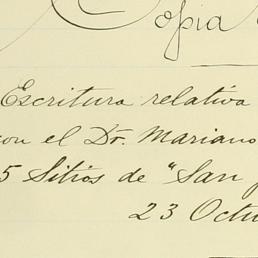 Copia
Escritura relativa
con el Dr. Mariano
5 Sitios de "San
23 Octu